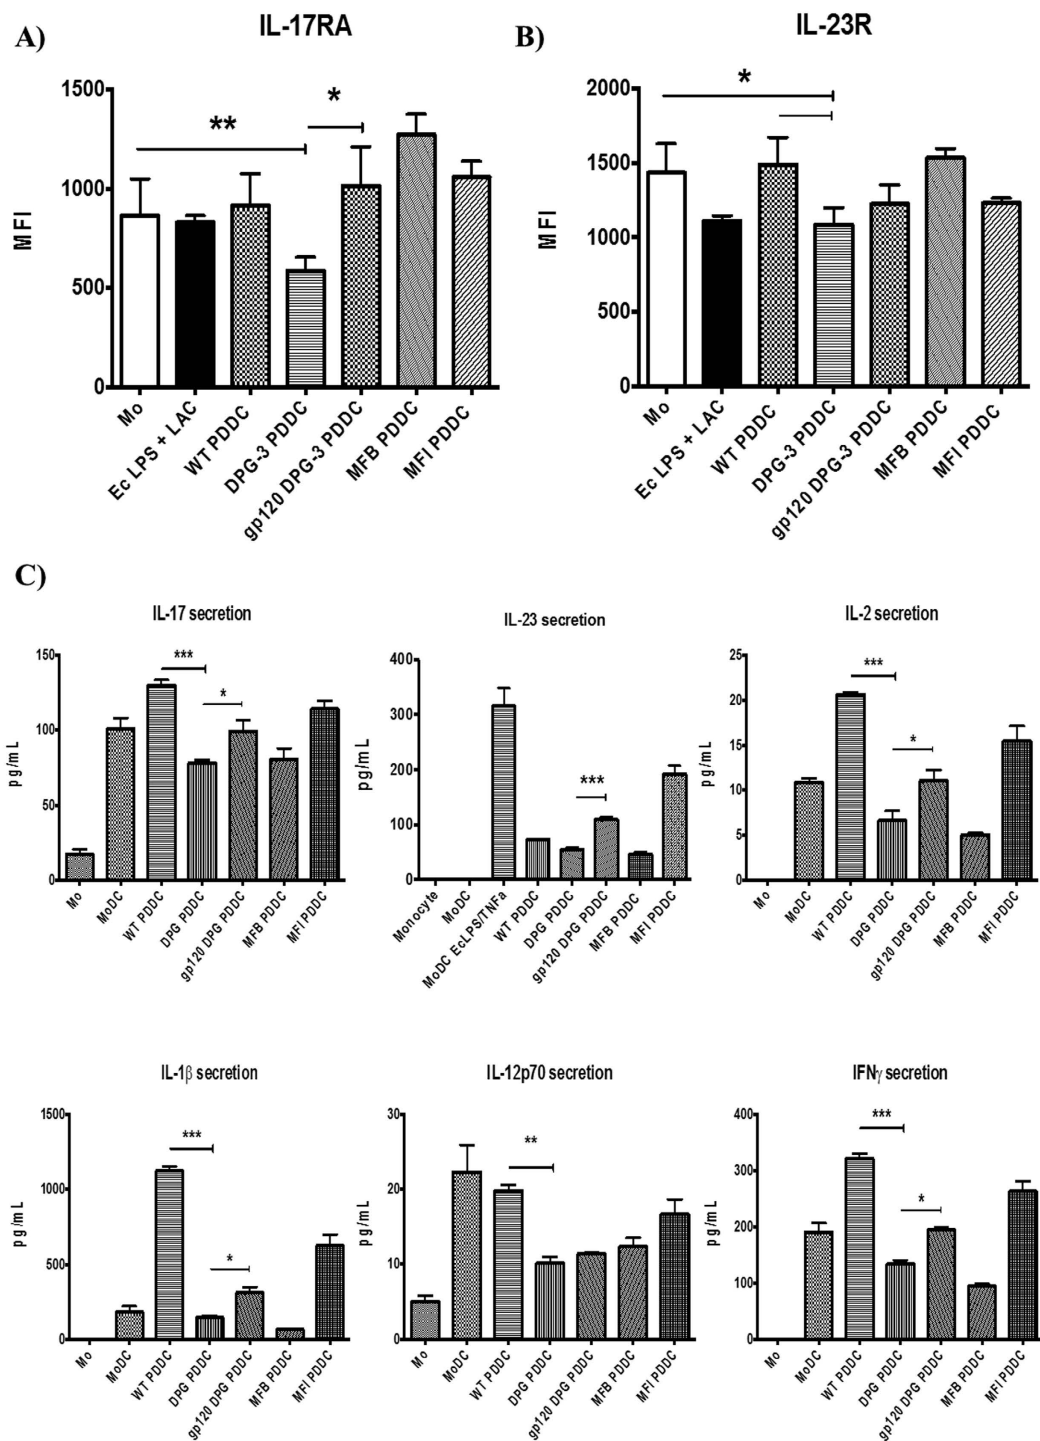 A)
IL-17RA
**
*
MFI
1500
1000
500
0
Mo
Ec LPS + LAC
WT PDDC
DPG-3 PDDC
gp120 DPG-3 PDDC
MFB PDDC
MFI PDDC
B)
IL-23R
*
MFI
2000
1500
1000
500
0
Mo
Ec LPS + LAC
WT PDDC
DPG-3 PDDC
gp120 DPG-3 PDDC
MFB PDDC
MFI PDDC
C)
IL-17 secretion
***
*
pg/mL
150
100
50
0
Mo
MoDC
WT PDDC
DPG PDDC
gp120 DPG PDDC
MFB PDDC
MFI PDDC
IL-23 secretion
***
pg/mL
400
300
200
100
0
Monocyte
MoDC
MoDC EcLPS/TNFa
WT PDDC
DPG PDDC
gp120 DPG PDDC
MFB PDDC
MFI PDDC
IL-2 secretion
***
*
pg/mL
25
20
15
10
5
0
Mo
MoDC
WT PDDC
DPG PDDC
gp120 DPG PDDC
MFB PDDC
MFI PDDC
IL-1β secretion
***
*
pg/mL
1500
1000
500
0
Mo
MoDC
WT PDDC
DPG PDDC
gp120 DPG PDDC
MFB PDDC
MFI PDDC
IL-12p70 secretion
**
pg/mL
30
20
10
0
Mo
MoDC
WT PDDC
DPG PDDC
gp120 DPG PDDC
MFB PDDC
MFI PDDC
IFNγ secretion
***
*
pg/mL
400
300
200
100
0
Mo
MoDC
WT PDDC
DPG PDDC
gp120 DPG PDDC
MFB PDDC
MFI PDDC